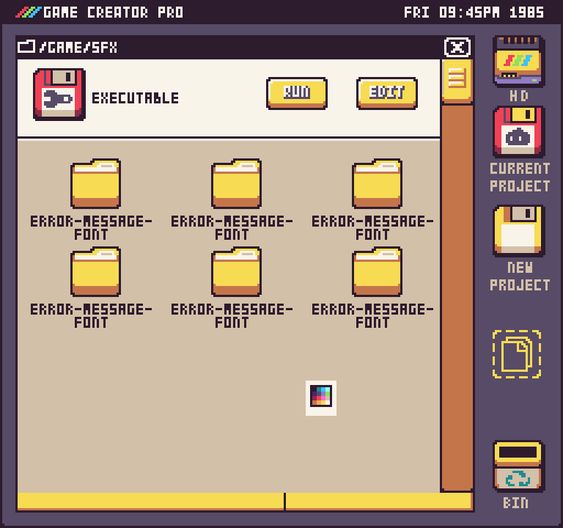 GAME CREATOR PRO
FRI 09:45PM 1985
/GAME/SFX
EXECUTABLE
RUN
EDIT
HD
CURRENT
PROJECT
ERROR-MESSAGE-
FONT
ERROR-MESSAGE-
FONT
ERROR-MESSAGE-
FONT
NEW
PROJECT
ERROR-MESSAGE-
FONT
ERROR-MESSAGE-
FONT
ERROR-MESSAGE-
FONT
BIN